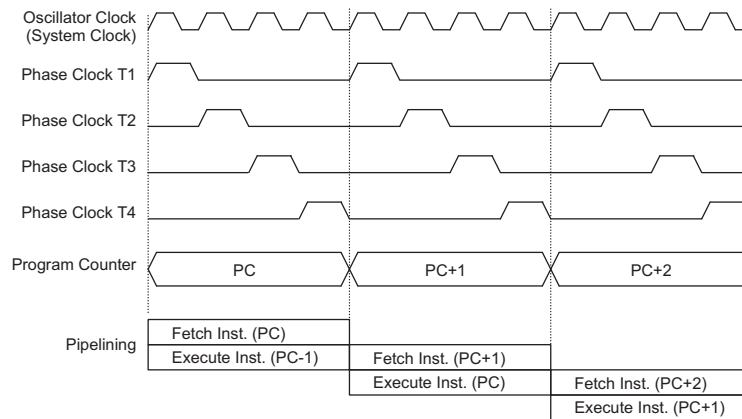 Oscillator Clock
(System Clock)
Phase Clock T1
Phase Clock T2
Phase Clock T3
Phase Clock T4
Program Counter
PC
PC+1
PC+2
Pipelining
Fetch Inst. (PC)
Execute Inst. (PC-1)
Fetch Inst. (PC+1)
Execute Inst. (PC)
Fetch Inst. (PC+2)
Execute Inst. (PC+1)